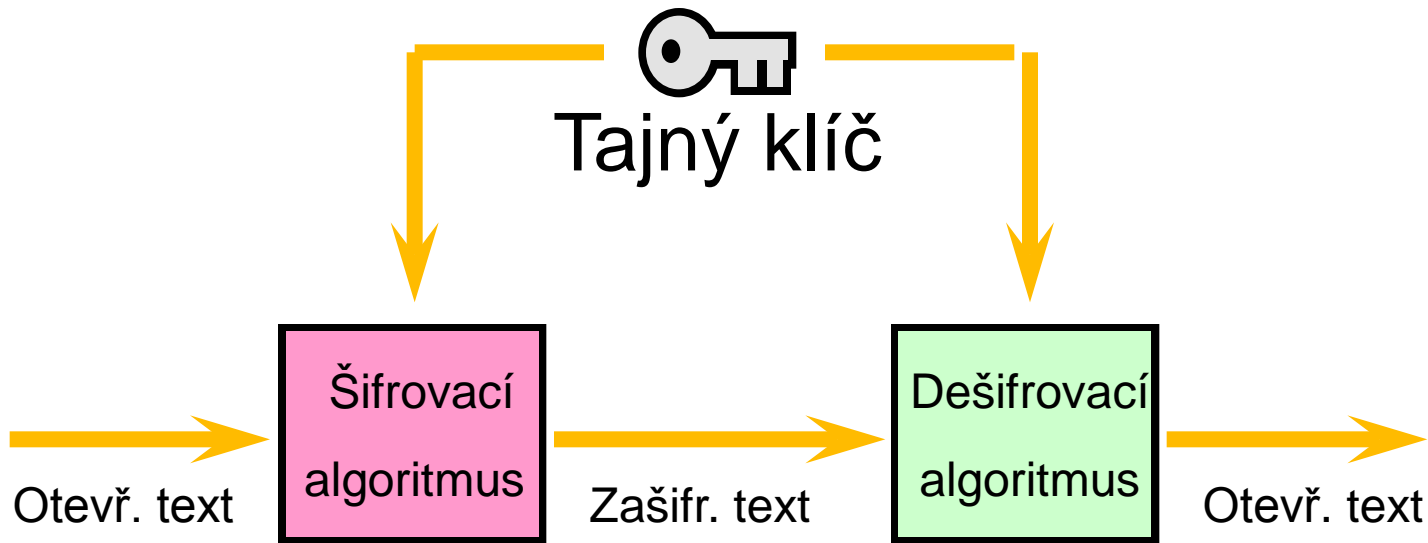 Tajný klíč
Šifrovací
algoritmus
Dešifrovací
algoritmus
Otevř. text
Zašifr. text
Otevř. text